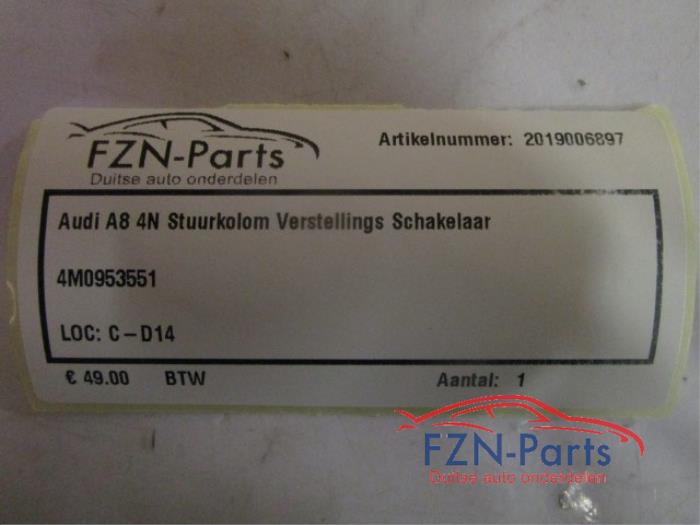 FZN-Parts
Duitse auto onderdelen
Artikelnummer: 2019006897
Audi A8 4N Stuurkolom Verstellings Schakelaar
4M0953551
LOC: C-D14
€ 49.00 BTW Aantal: 1
FZN-Parts
Duitse auto onderdelen